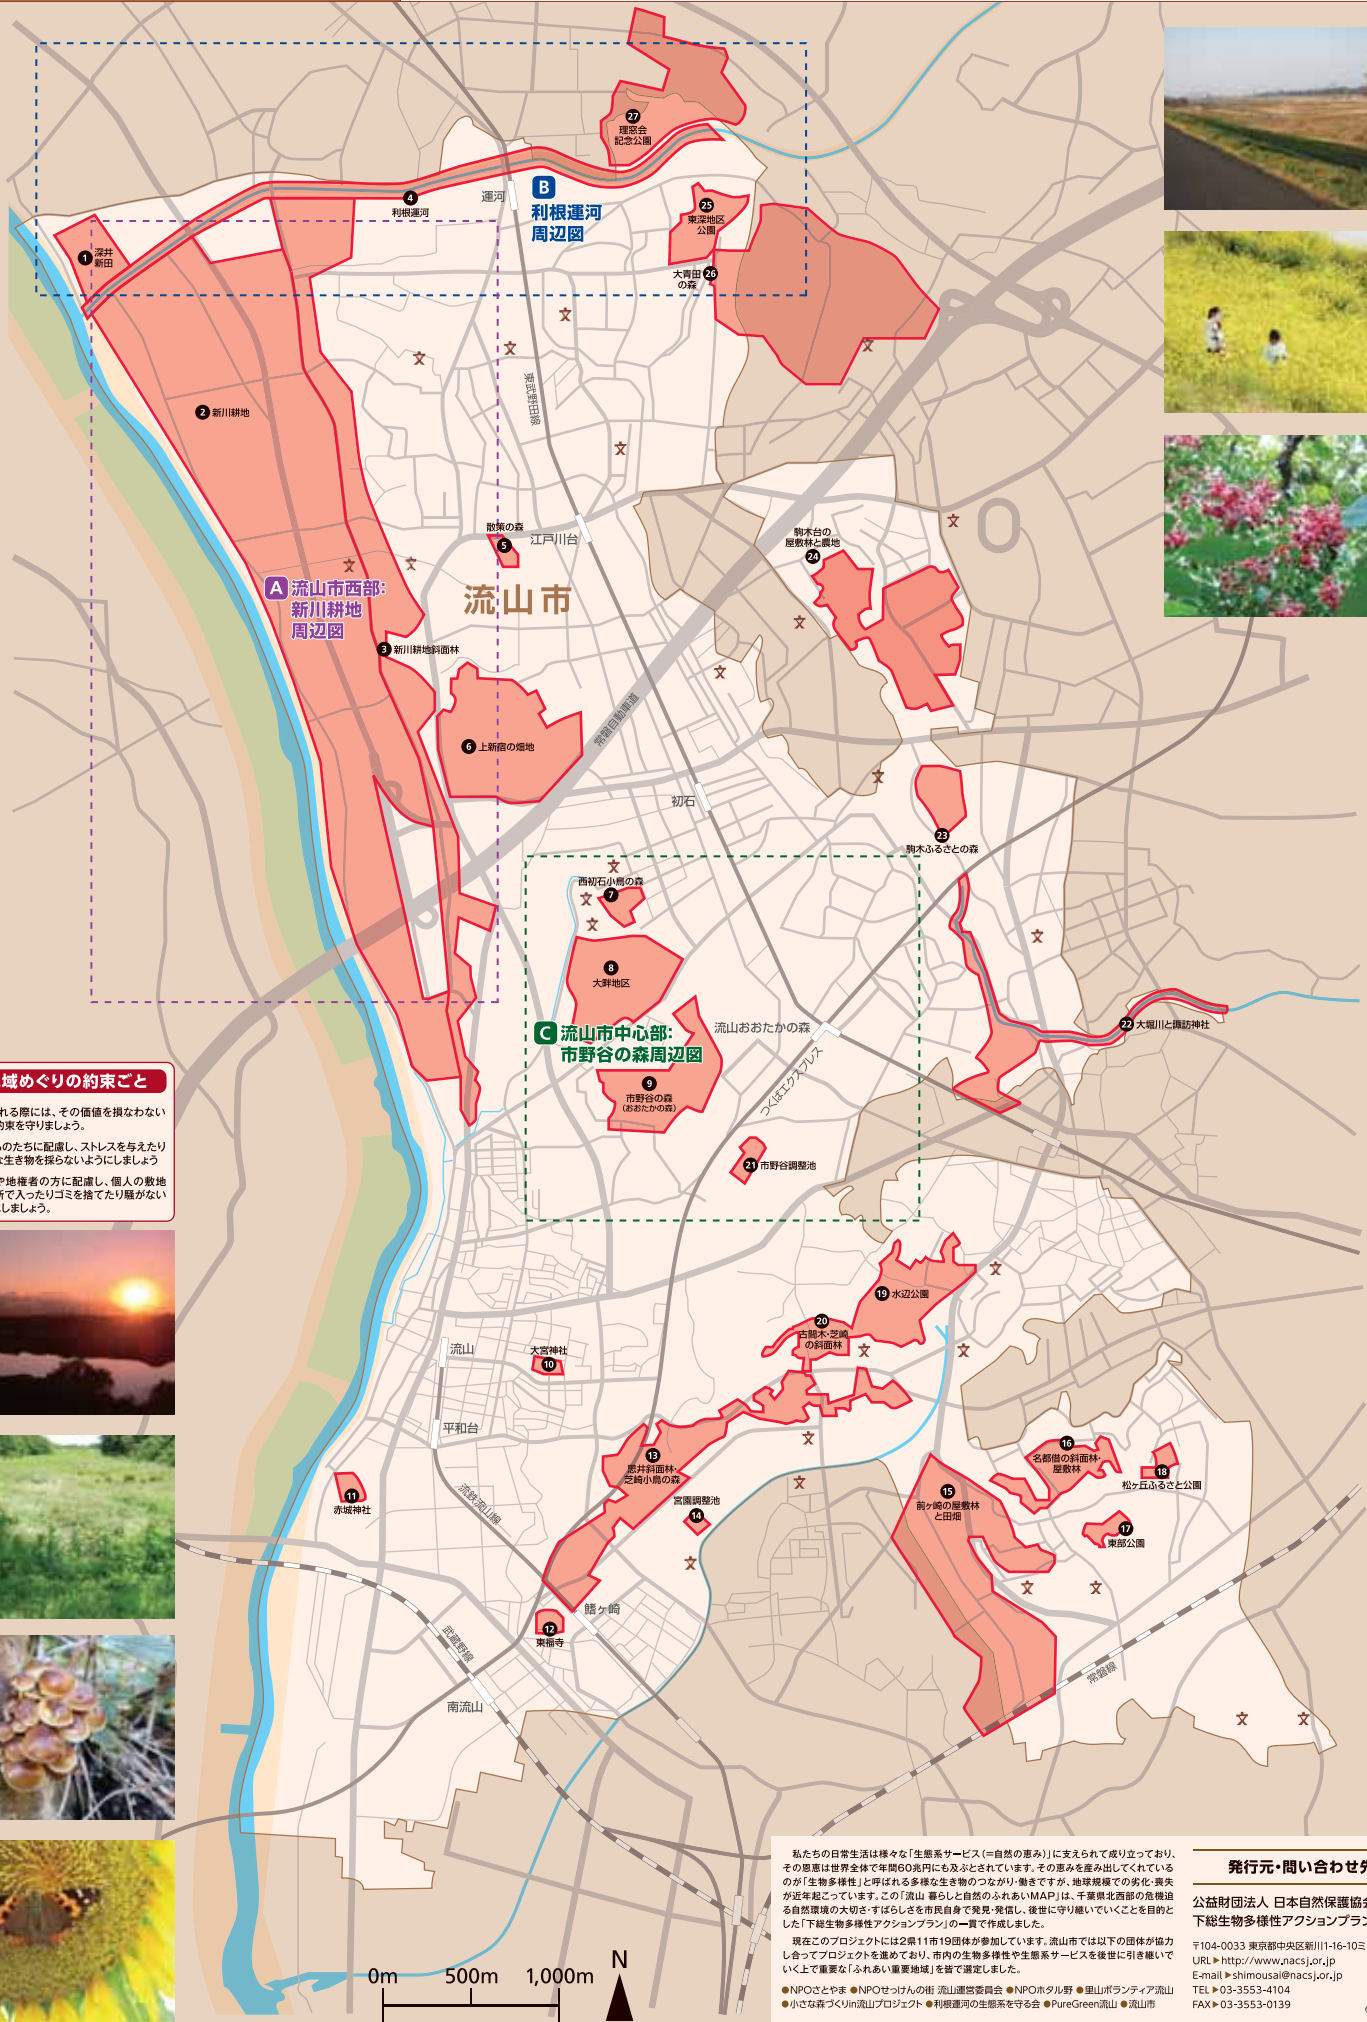 27
理窓会
記念公園
4
利根運河
運河
B
利根運河
周辺図
25
東深地区
公園
1
深井
新田
大青田
の森
26
東武野田線
2 新川耕地
散策の森
5
江戸川台
駒木台の
屋敷林と農地
24
A 流山市西部:
新川耕地
周辺図
流山市
3 新川耕地斜面林
常磐自動車道
6 上新宿の畑地
初石
23
駒木ふるさとの森
西初石小鳥の森
7
8
大畔地区
流山おおたかの森
22 大堀川と諏訪神社
C 流山市中心部:
市野谷の森周辺図
つくばエクスプレス
9
市野谷の森
(おおたかの森)
21 市野谷調整池
域めぐりの約束ごと
れる際には、その価値を損なわない
約束を守りましょう。
ものたちに配慮し、ストレスを与えたり
な生き物を採らないようにしましょう
や地権者の方に配慮し、個人の敷地
断で入ったりゴミを捨てたり騒がない
にしましょう。
19 水辺公園
20
古間木・芝崎
の斜面林
流山
大宮神社
10
平和台
13
思井斜面林・
芝崎小鳥の森
16
名都借の斜面林・
屋敷林
18
松ヶ丘ふるさと公園
11
赤城神社
流鉄流山線
宮園調整池
14
15
前ヶ崎の屋敷林
と田畑
17
東部公園
鰭ヶ崎
12
東福寺
武蔵野線
常磐線
南流山
私たちの日常生活は様々な「生態系サービス(=自然の恵み)」に支えられて成り立っており、
その恩恵は世界全体で年間60兆円にも及ぶとされています。その恵みを産み出してくれている
のが「生物多様性」と呼ばれる多様な生き物のつながり・働きですが、地球規模での劣化・喪失
が近年起こっています。この「流山 暮らしと自然のふれあいMAP」は、千葉県北西部の危機迫
る自然環境の大切さ・すばらしさを市民自身で発見・発信し、後世に守り継いでいくことを目的と
した「下総生物多様性アクションプラン」の一貫で作成しました。
現在このプロジェクトには2県11市19団体が参加しています。流山市では以下の団体が協力
し合ってプロジェクトを進めており、市内の生物多様性や生態系サービスを後世に引き継いで
いく上で重要な「ふれあい重要地域」を皆で選定しました。
●NPOさとやま ●NPOせっけんの街 流山運営委員会 ●NPOホタル野 ●里山ボランティア流山
●小さな森づくりin流山プロジェクト ●利根運河の生態系を守る会 ●PureGreen流山 ●流山市
発行元・問い合わせ先
公益財団法人 日本自然保護協会
下総生物多様性アクションプラン
〒104-0033 東京都中央区新川1-16-10ミ
URL▶http://www.nacsj.or.jp
E-mail▶shimousai@nacsj.or.jp
TEL▶03-3553-4104
FAX▶03-3553-0139
0m 500m 1,000m
N